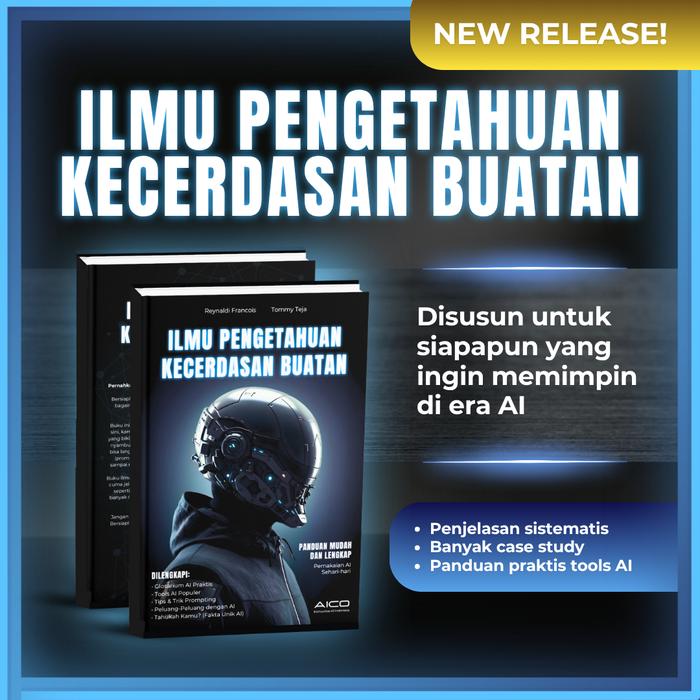 NEW RELEASE!
ILMU PENGETAHUAN
KECERDASAN BUATAN
Reynaldi Francois Tommy Teja
ILMU PENGETAHUAN
KECERDASAN BUATAN
PANDUAN MUDAH
DAN LENGKAP
Pemakaian AI
Sehari-hari
DILENGKAPI:
- Glosarium AI Praktis
- Tools AI Populer
- Tips & Trik Prompting
- Peluang-Peluang dengan AI
- Tahukah Kamu? (Fakta Unik AI)
AICO
Disusun untuk
siapapun yang
ingin memimpin
di era AI
• Penjelasan sistematis
• Banyak case study
• Panduan praktis tools AI